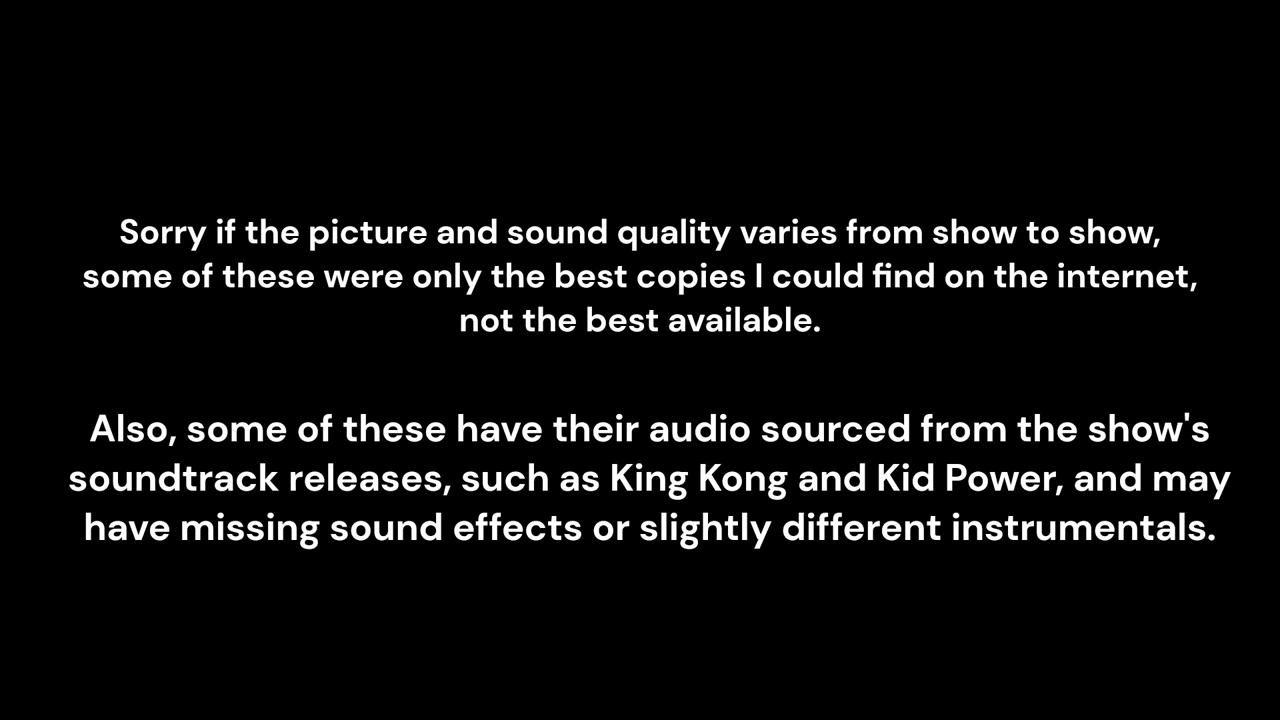 Sorry if the picture and sound quality varies from show to show,
some of these were only the best copies I could find on the internet,
not the best available.
Also, some of these have their audio sourced from the show's
soundtrack releases, such as King Kong and Kid Power, and may
have missing sound effects or slightly different instrumentals.